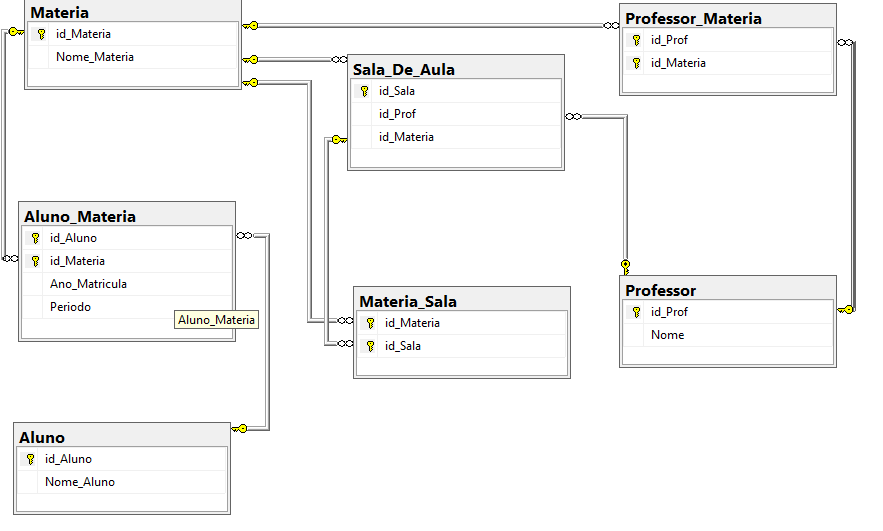 Materia
id_Materia
Nome_Materia
Professor_Materia
id_Prof
id_Materia
Sala_De_Aula
id_Sala
id_Prof
id_Materia
Aluno_Materia
id_Aluno
id_Materia
Ano_Matricula
Periodo
Aluno_Materia
Materia_Sala
id_Materia
id_Sala
Professor
id_Prof
Nome
Aluno
id_Aluno
Nome_Aluno